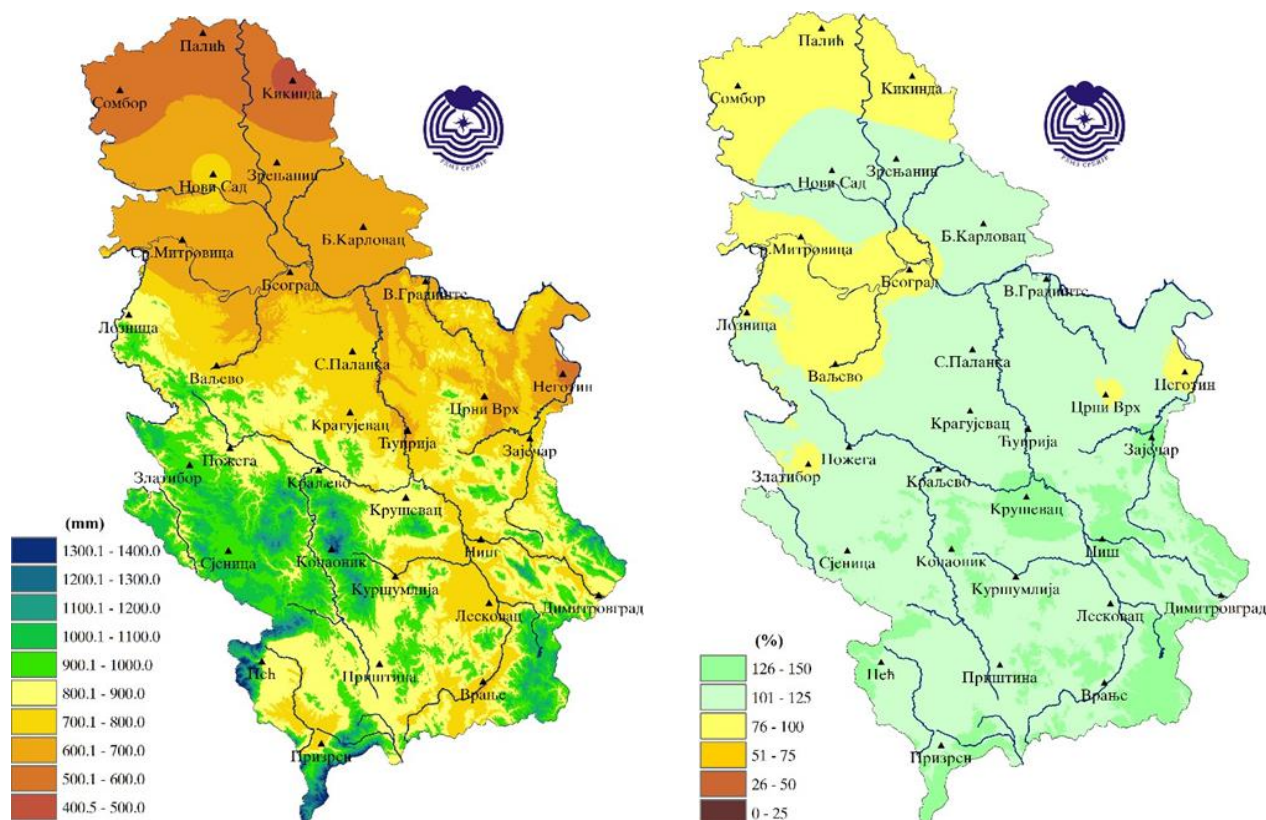 Палић
Кикинда
Сомбор
Нови Сад
Зрењанин
Б.Карловац
Ср.Митровица
Београд
В.Градиште
Лозница
Ваљево
С.Паланка
Неготин
Црни Врх
Крагујевац
Ћуприја
Зајечар
Пожега
Златибор
Краљево
Крушевац
Ниш
Сјеница
Копаоник
Куршумлија
Лесковац
Димитровград
Пећ
Приштина
Врање
Призрен
(mm)
1300.1 - 1400.0
1200.1 - 1300.0
1100.1 - 1200.0
1000.1 - 1100.0
900.1 - 1000.0
800.1 - 900.0
700.1 - 800.0
600.1 - 700.0
500.1 - 600.0
400.5 - 500.0
РХМЗ СРБИЈЕ
Палић
Кикинда
Сомбор
Нови Сад
Зрењанин
Б.Карловац
Ср.Митровица
Београд
В.Градиште
Лозница
Ваљево
С.Паланка
Неготин
Црни Врх
Крагујевац
Ћуприја
Зајечар
Пожега
Златибор
Краљево
Крушевац
Ниш
Сјеница
Копаоник
Куршумлија
Лесковац
Димитровград
Пећ
Приштина
Врање
Призрен
(%)
126 - 150
101 - 125
76 - 100
51 - 75
26 - 50
0 - 25
РХМЗ СРБИЈЕ